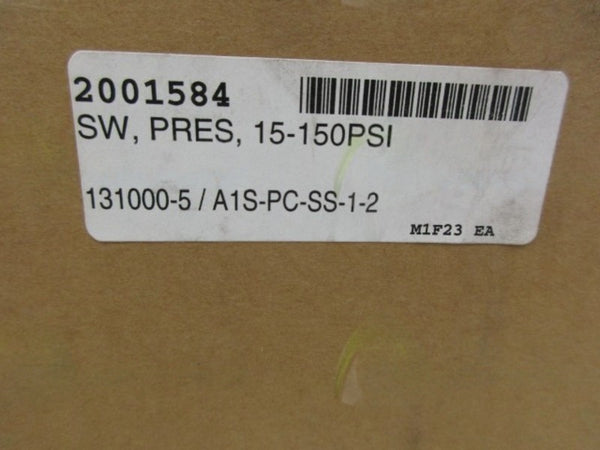 2001584
SW, PRES, 15-150PSI
131000-5 / A1S-PC-SS-1-2
M1F23 EA